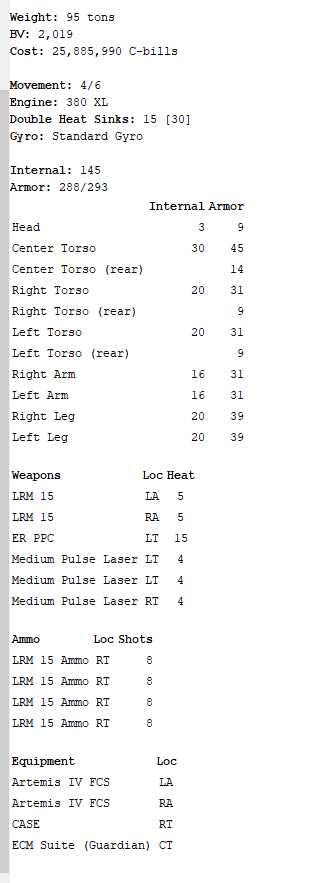 Weight: 95 tons
BV: 2,019
Cost: 25,885,990 C-bills
Movement: 4/6
Engine: 380 XL
Double Heat Sinks: 15 [30]
Gyro: Standard Gyro
Internal: 145
Armor: 288/293
Internal Armor
Head 3 9
Center Torso 30 45
Center Torso (rear) 14
Right Torso 20 31
Right Torso (rear) 9
Left Torso 20 31
Left Torso (rear) 9
Right Arm 16 31
Left Arm 16 31
Right Leg 20 39
Left Leg 20 39
Weapons Loc Heat
LRM 15 LA 5
LRM 15 RA 5
ER PPC LT 15
Medium Pulse Laser LT 4
Medium Pulse Laser LT 4
Medium Pulse Laser RT 4
Ammo Loc Shots
LRM 15 Ammo RT 8
LRM 15 Ammo RT 8
LRM 15 Ammo RT 8
LRM 15 Ammo RT 8
Equipment Loc
Artemis IV FCS LA
Artemis IV FCS RA
CASE RT
ECM Suite (Guardian) CT